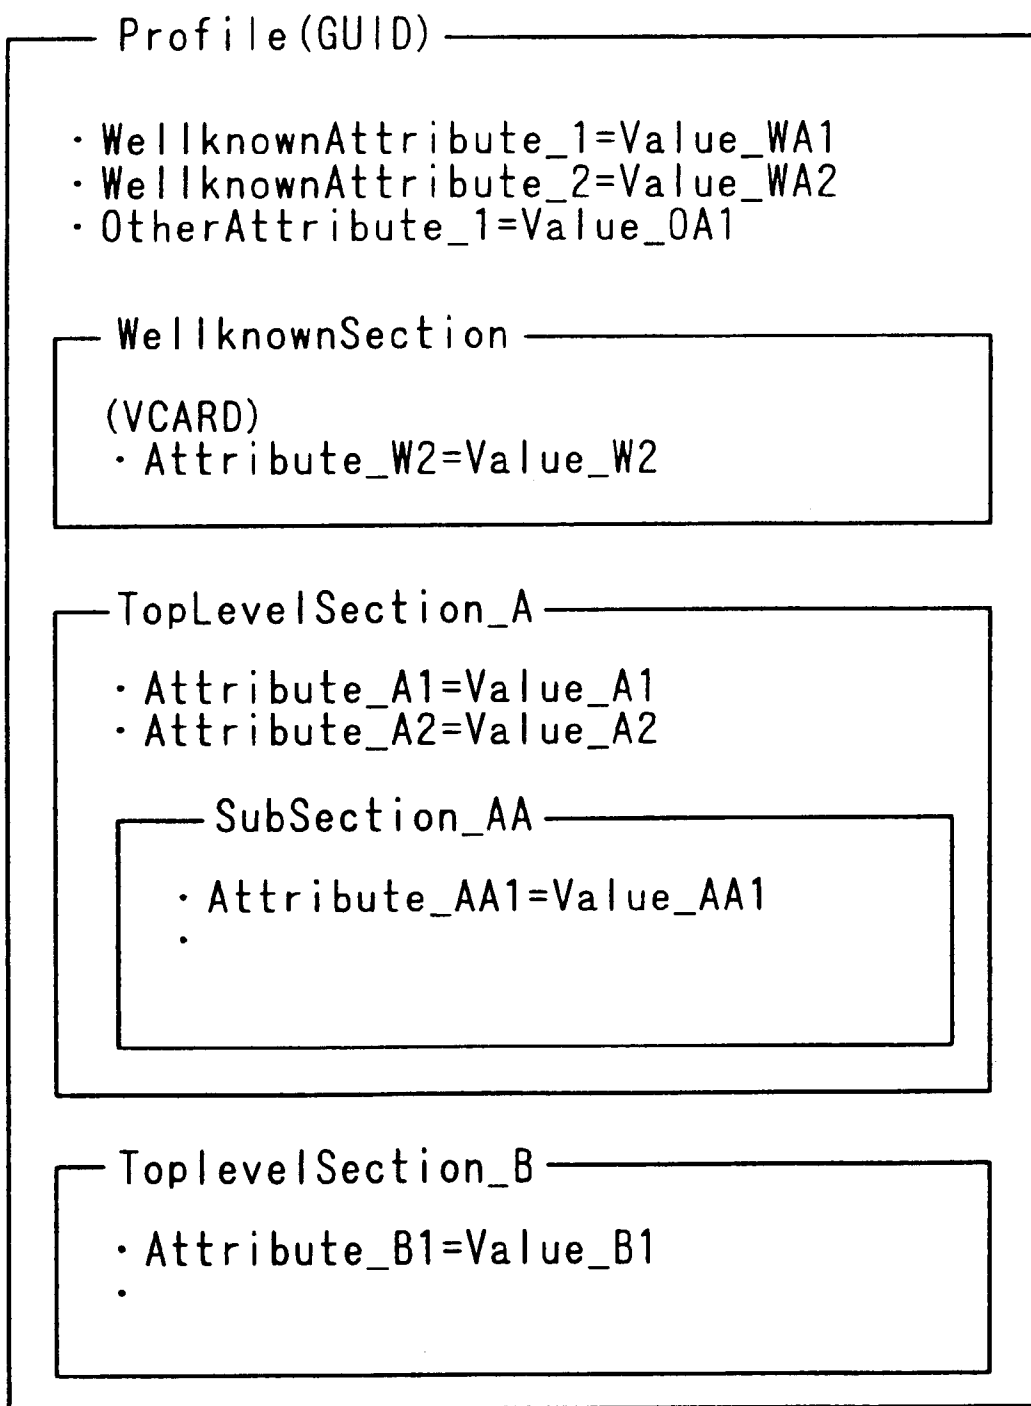 Profile(GUID)
・WellknownAttribute_1=Value_WA1
・WellknownAttribute_2=Value_WA2
・OtherAttribute_1=Value_OA1
WellknownSection
(VCARD)
・Attribute_W2=Value_W2
TopLevelSection_A
・Attribute_A1=Value_A1
・Attribute_A2=Value_A2
SubSection_AA
・Attribute_AA1=Value_AA1
・
ToplevelSection_B
・Attribute_B1=Value_B1
・